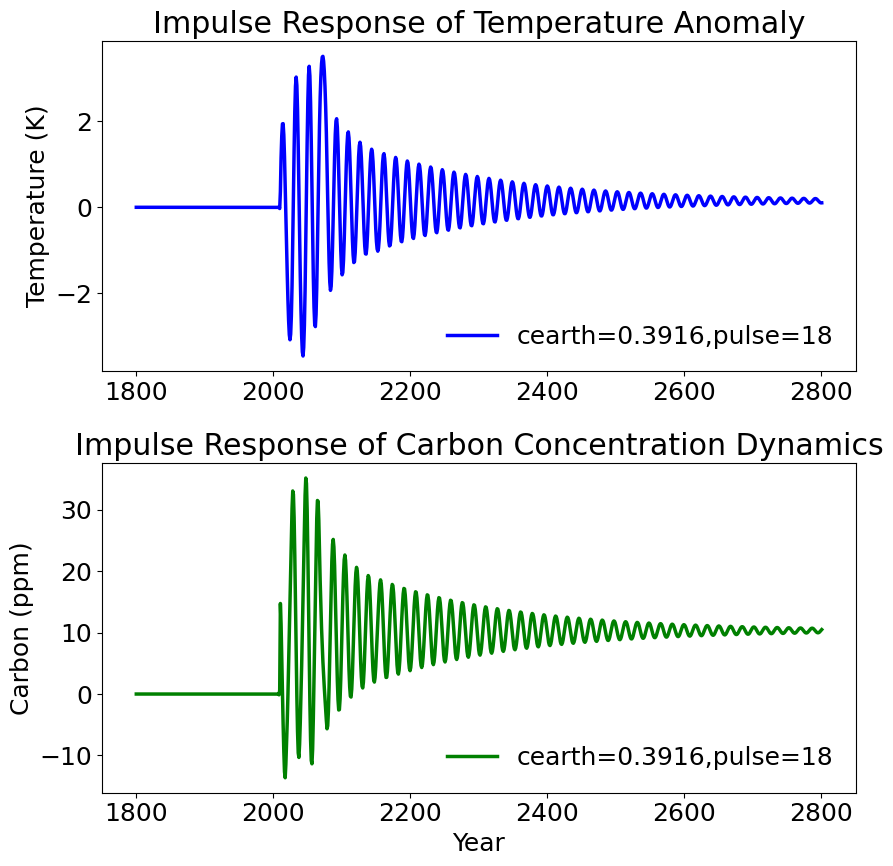 Impulse Response of Temperature Anomaly
Temperature (K)
2
0
−2
cearth=0.3916,pulse=18
1800 2000 2200 2400 2600 2800
Impulse Response of Carbon Concentration Dynamics
Carbon (ppm)
30
20
10
0
−10
cearth=0.3916,pulse=18
1800 2000 2200 2400 2600 2800
Year